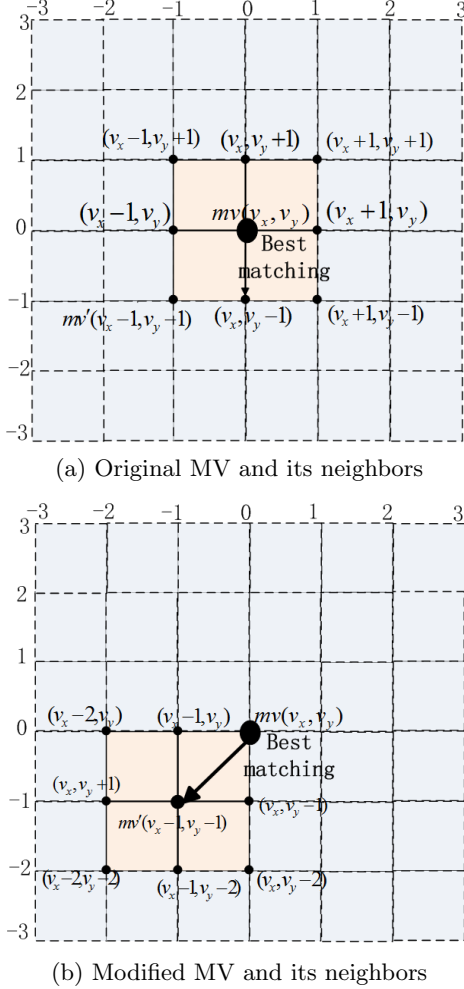 -3 -2 -1 0 1 2 3
3
2
(v_x−1,v_y+1) (v_x,v_y+1) (v_x+1,v_y+1)
1
(v_x−1,v_y) mv(v_x,v_y) (v_x+1,v_y)
0
Best
matching
-1
mv'(v_x−1,v_y+1) (v_x,v_y−1) (v_x+1,v_y−1)
-2
-3
(a) Original MV and its neighbors
-3 -2 -1 0 1 2 3
3
2
1
(v_x−2,v_y) (v_x−1,v_y) mv(v_x,v_y)
0
Best
matching
(v_x,v_y+1) (v_x,v_y−1)
-1
mv'(v_x−1,v_y−1)
-2
(v_x−2,v_y−2) (v_x−1,v_y−2) (v_x,v_y−2)
-3
(b) Modified MV and its neighbors